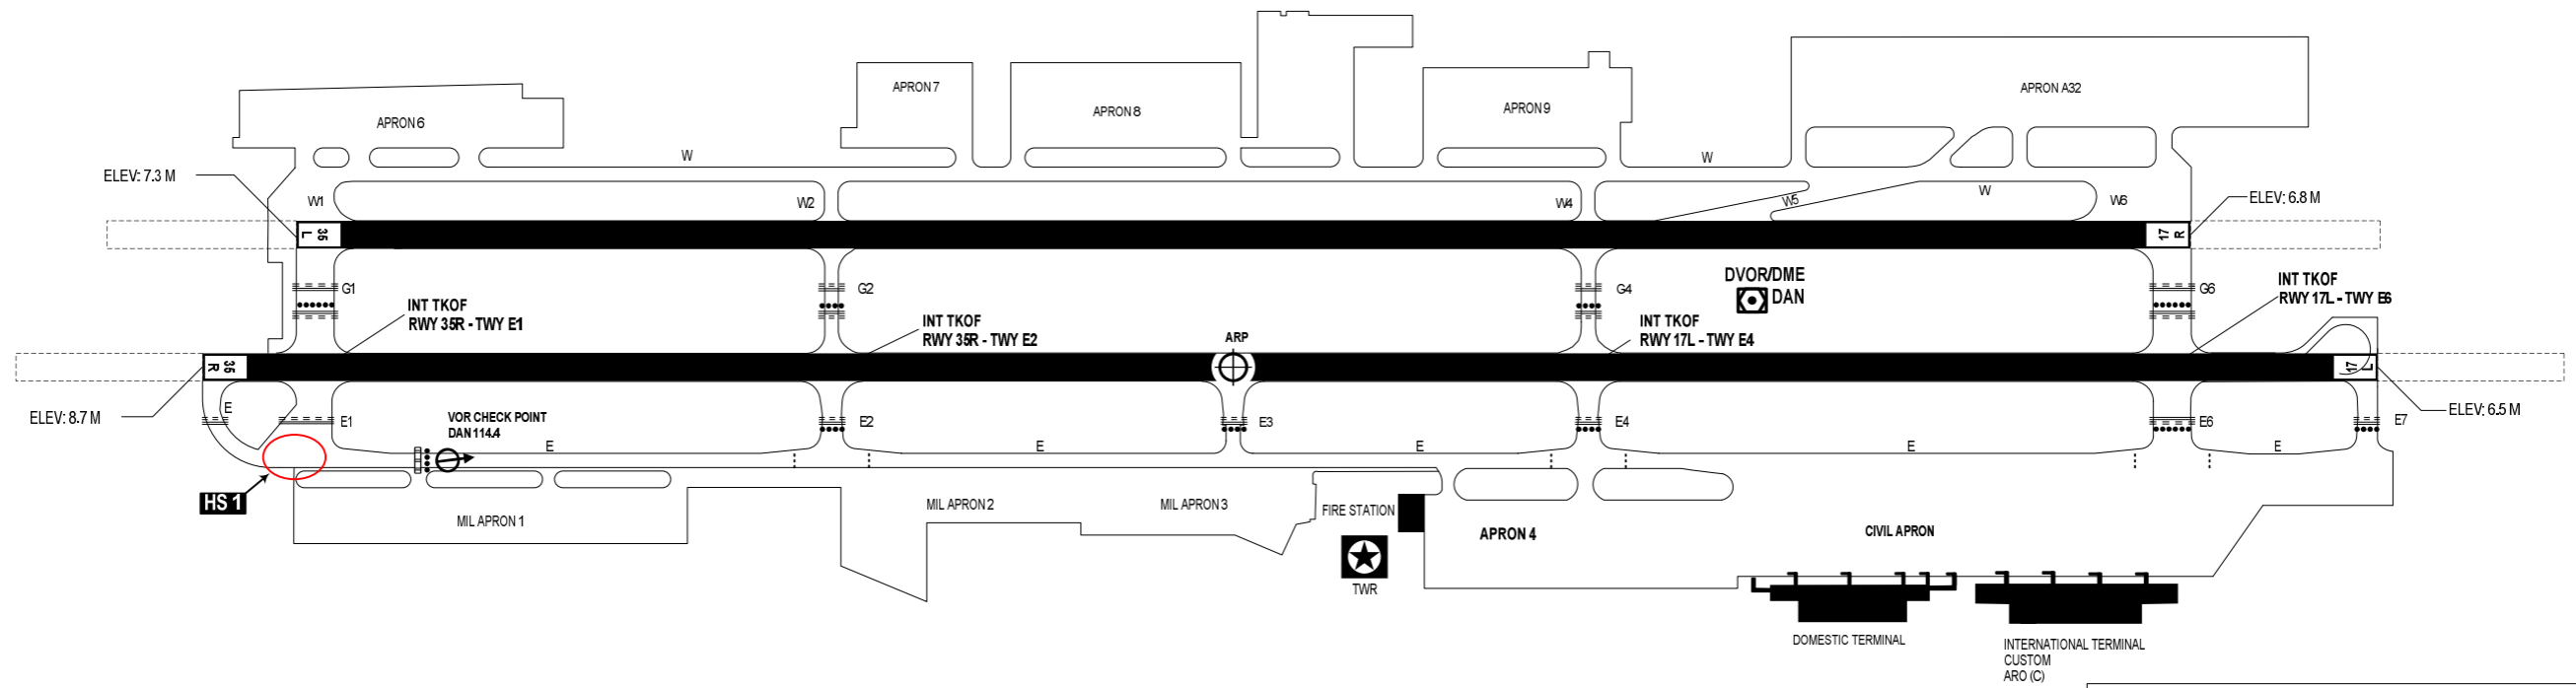 APRON 7
APRON 8
APRON 9
APRON A32
APRON 6
W
W
ELEV: 7.3 M
W1
W2
W4
W5
W
W6
ELEV: 6.8 M
35
L
17
R
DVOR/DME
DAN
G1
G2
G4
G6
INT TKOF
RWY 35R - TWY E1
INT TKOF
RWY 35R - TWY E2
INT TKOF
RWY 17L - TWY E4
INT TKOF
RWY 17L - TWY E6
ARP
35
R
17
L
ELEV: 8.7 M
ELEV: 6.5 M
E
E1
VOR CHECK POINT
DAN 114.4
E2
E3
E4
E6
E7
E
E
E
E
E
HS 1
MIL APRON 1
MIL APRON 2
MIL APRON 3
FIRE STATION
TWR
APRON 4
CIVIL APRON
DOMESTIC TERMINAL
INTERNATIONAL TERMINAL
CUSTOM
ARO (C)